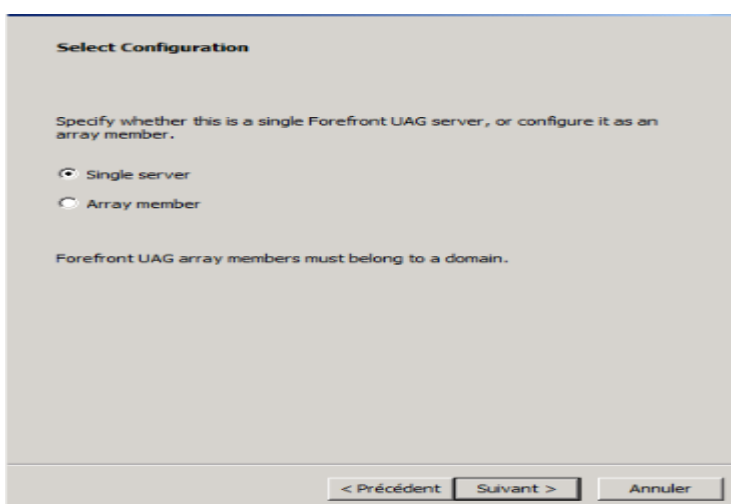 Select Configuration
Specify whether this is a single Forefront UAG server, or configure it as an
array member.
Single server
Array member
Forefront UAG array members must belong to a domain.
< Précédent Suivant > Annuler